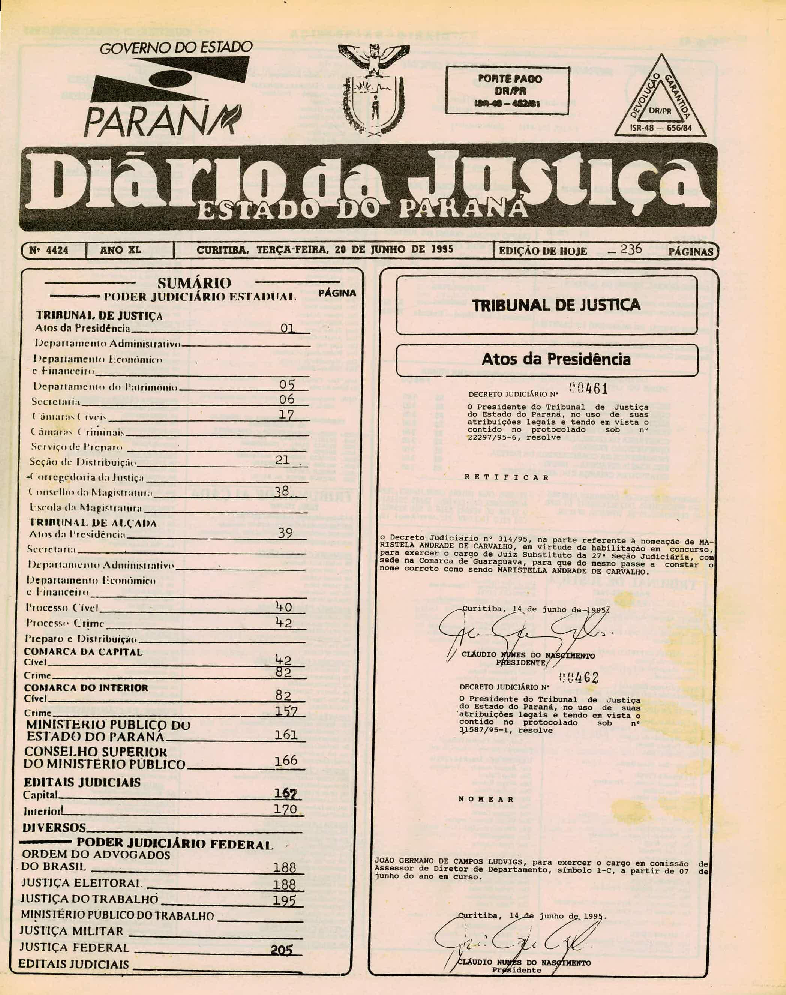 GOVERNO DO ESTADO
PARANÁ
PORTE PAGO
DR/PR
ISR-48 - 482/81
DEVOLUÇÃO GARANTIDA
DR/PR
ISR-48 - 656/84
Diário da Justiça
ESTADO DO PARANÁ
Nº 4424 ANO XL CURITIBA, TERÇA-FEIRA, 20 DE JUNHO DE 1995 EDIÇÃO DE HOJE - 236 PÁGINAS
SUMÁRIO
PODER JUDICIÁRIO ESTADUAL PÁGINA
TRIBUNAL DE JUSTIÇA
Atos da Presidência 01
Departamento Administrativo
Departamento Econômico
e Financeiro
Departamento do Patrimônio 05
Secretaria 06
Câmaras Cíveis 17
Câmaras Criminais
Serviço de Preparo
Seção de Distribuição 21
Corregedoria da Justiça
Conselho da Magistratura 38
Escola da Magistratura
TRIBUNAL DE ALÇADA
Atos da Presidência 39
Secretaria
Departamento Administrativo
Departamento Econômico
e Financeiro
Processo Cível 40
Processo Crime 42
Preparo e Distribuição
COMARCA DA CAPITAL
Cível 42
Crime 82
COMARCA DO INTERIOR
Cível 82
Crime 157
MINISTÉRIO PÚBLICO DO
ESTADO DO PARANÁ 161
CONSELHO SUPERIOR
DO MINISTÉRIO PÚBLICO 166
EDITAIS JUDICIAIS
Capital 167
Interior 170
DIVERSOS
PODER JUDICIÁRIO FEDERAL
ORDEM DO ADVOGADOS
DO BRASIL 188
JUSTIÇA ELEITORAL 188
JUSTIÇA DO TRABALHO 195
MINISTÉRIO PUBLICO DO TRABALHO
JUSTIÇA MILITAR
JUSTIÇA FEDERAL 205
EDITAIS JUDICIAIS
TRIBUNAL DE JUSTICA
Atos da Presidência
DECRETO JUDICIÁRIO Nº 00461
O Presidente do Tribunal de Justiça
do Estado do Paraná, no uso de suas
atribuições legais e tendo em vista o
contido no protocolado sob nº
22297/95-6, resolve
R E T I F I C A R
o Decreto Judiciário nº 314/95, na parte referente à nomeação de MA-
RISTELA ANDRADE DE CARVALHO, em virtude de habilitação em concurso,
para exercer o cargo de Juiz Substituto da 27ª Seção Judiciária, com
sede na Comarca de Guarapuava, para que do mesmo passe a constar o
nome correto como sendo MARISTELLA ANDRADE DE CARVALHO.
Curitiba, 14 de junho de 1995.
CLÁUDIO NUNES DO NASCIMENTO
PRESIDENTE
00462
DECRETO JUDICIÁRIO Nº
O Presidente do Tribunal de Justiça
do Estado do Paraná, no uso de suas
atribuições legais e tendo em vista o
contido no protocolado sob nº
31587/95-1, resolve
N O M E A R
JOÃO GERMANO DE CAMPOS LUDVIGS, para exercer o cargo em comissão de
Assessor de Diretor de Departamento, símbolo 1-C, a partir de 07 de
junho do ano em curso.
Curitiba, 14 de junho de 1995.
CLÁUDIO NUNES DO NASCIMENTO
Presidente